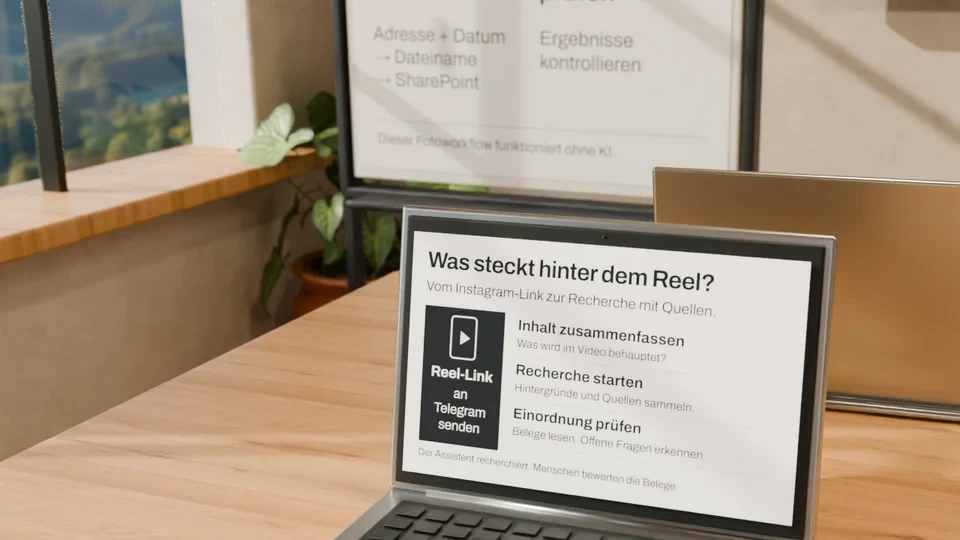 Adresse + Datum
→ Dateiname
→ SharePoint
Ergebnisse
kontrollieren
Dieser Fotoworkflow funktioniert ohne KI.
Was steckt hinter dem Reel?
Vom Instagram-Link zur Recherche mit Quellen.
Reel-Link
an
Telegram
senden
Inhalt zusammenfassen
Was wird im Video behauptet?
Recherche starten
Hintergründe und Quellen sammeln.
Einordnung prüfen
Belege lesen. Offene Fragen erkennen.
Der Assistent recherchiert. Menschen bewerten die Belege.